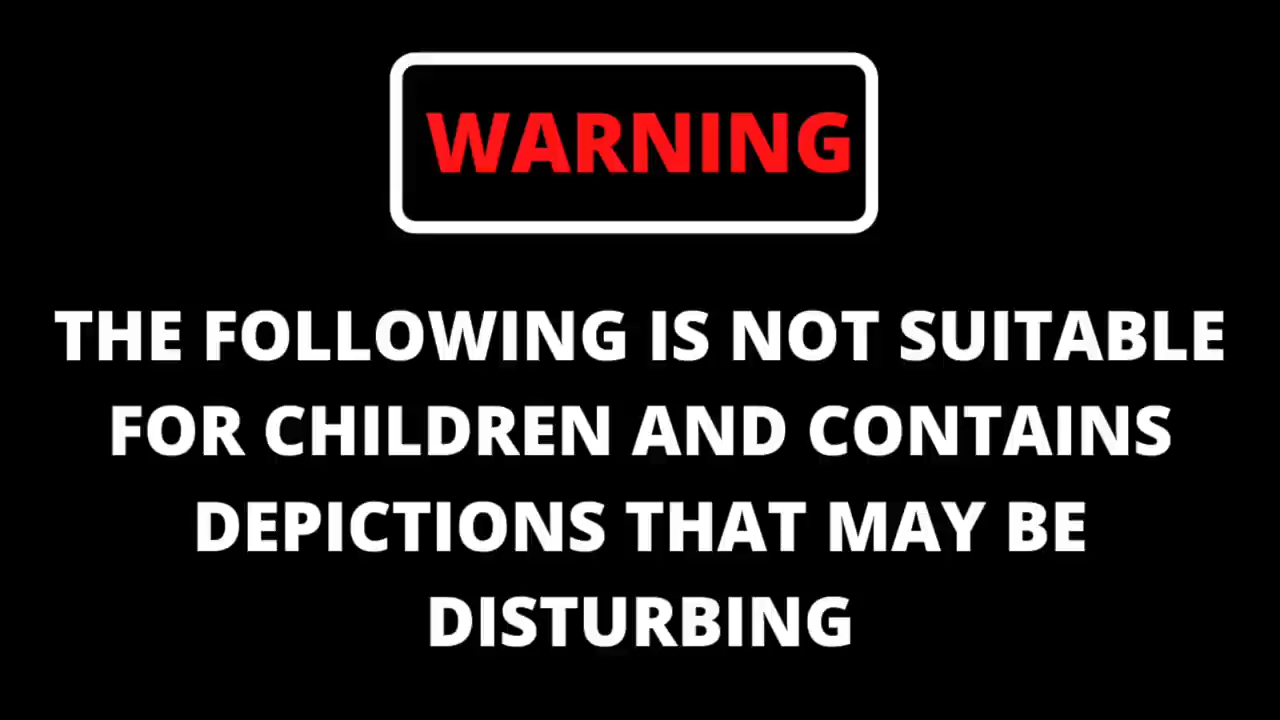 WARNING
THE FOLLOWING IS NOT SUITABLE
FOR CHILDREN AND CONTAINS
DEPICTIONS THAT MAY BE
DISTURBING